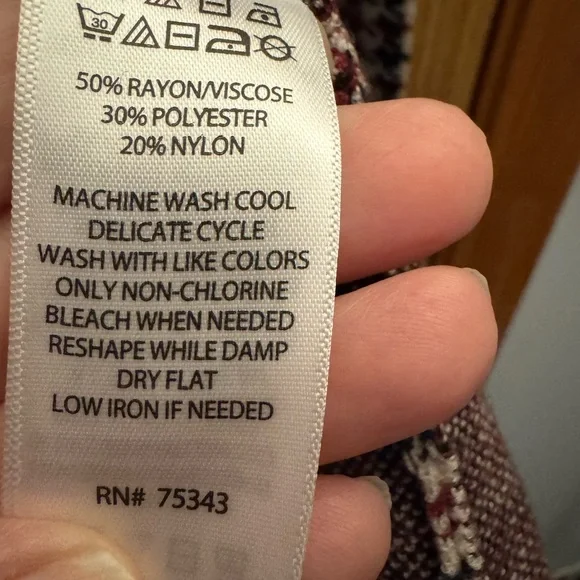 30
50% RAYON/VISCOSE
30% POLYESTER
20% NYLON
MACHINE WASH COOL
DELICATE CYCLE
WASH WITH LIKE COLORS
ONLY NON-CHLORINE
BLEACH WHEN NEEDED
RESHAPE WHILE DAMP
DRY FLAT
LOW IRON IF NEEDED
RN# 75343